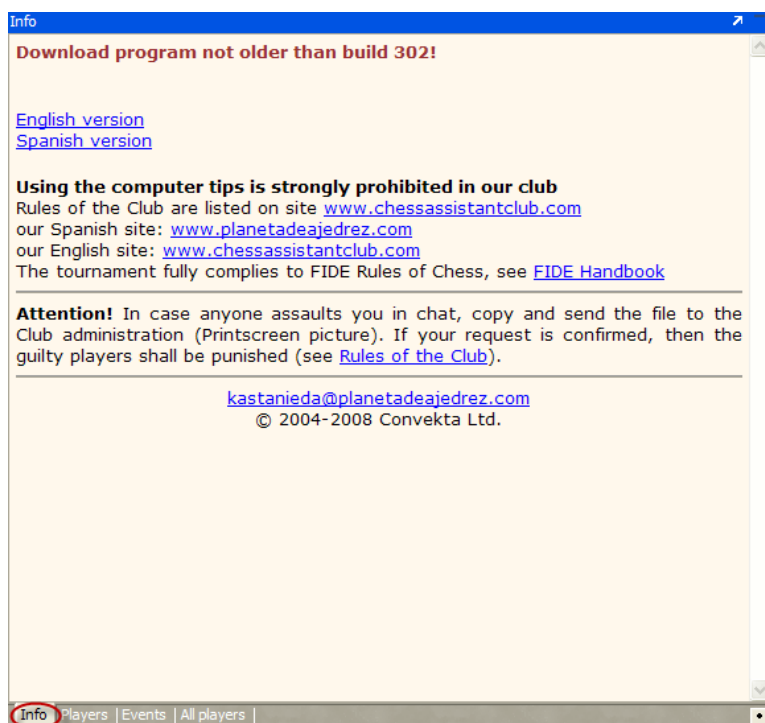 Info
Download program not older than build 302!
English version
Spanish version
Using the computer tips is strongly prohibited in our club
Rules of the Club are listed on site www.chessassistantclub.com
our Spanish site: www.planetadeajedrez.com
our English site: www.chessassistantclub.com
The tournament fully complies to FIDE Rules of Chess, see FIDE Handbook
Attention! In case anyone assaults you in chat, copy and send the file to the
Club administration (Printscreen picture). If your request is confirmed, then the
guilty players shall be punished (see Rules of the Club).
kastanieda@planetadeajedrez.com
© 2004-2008 Convekta Ltd.
Info Players | Events | All players |